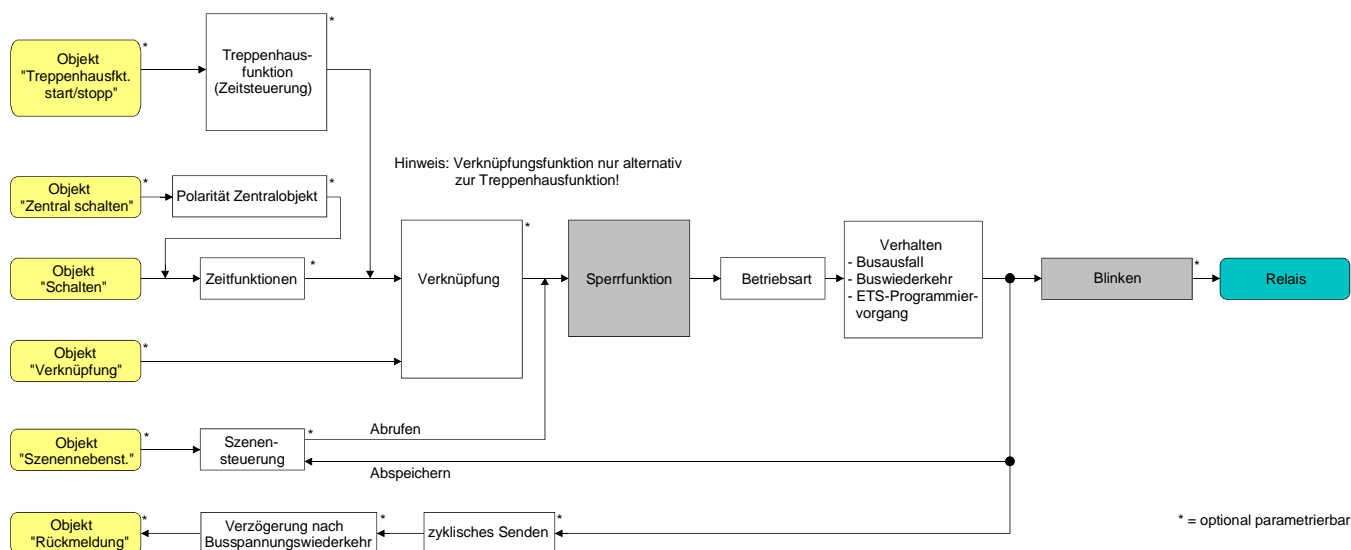 *
*
Objekt
"Treppenhausfkt.
start/stopp"
Treppenhaus-
funktion
(Zeitsteuerung)
Hinweis: Verknüpfungsfunktion nur alternativ
zur Treppenhausfunktion!
*
*
Objekt
"Zentral schalten"
Polarität Zentralobjekt
*
*
*
*
Objekt
"Schalten"
Zeitfunktionen
Verknüpfung
Sperrfunktion
Betriebsart
Verhalten
- Busausfall
- Buswiederkehr
- ETS-Programmier-
vorgang
Blinken
Relais
*
Objekt
"Verknüpfung"
*
*
Objekt
"Szenennebenst."
Szenen-
steuerung
Abrufen
Abspeichern
*
*
*
Objekt
"Rückmeldung"
Verzögerung nach
Busspannungswiederkehr
zyklisches Senden
* = optional parametrierbar